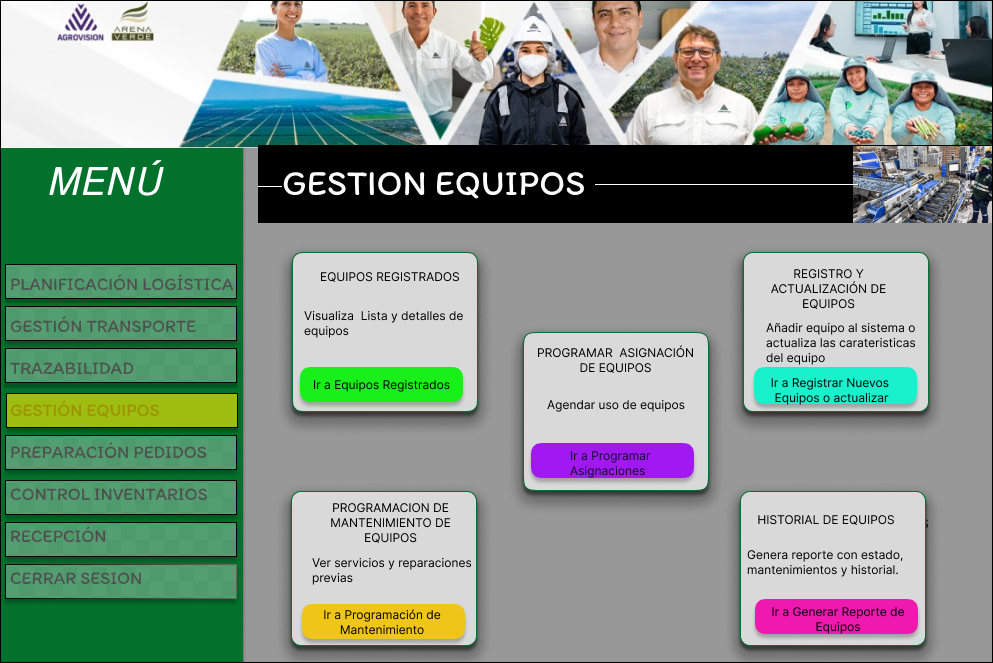 AGROVISION
ARENA
VERDE
MENÚ
PLANIFICACIÓN LOGÍSTICA
GESTIÓN TRANSPORTE
TRAZABILIDAD
GESTIÓN EQUIPOS
PREPARACIÓN PEDIDOS
CONTROL INVENTARIOS
RECEPCIÓN
CERRAR SESION
GESTION EQUIPOS
EQUIPOS REGISTRADOS
Visualiza Lista y detalles de
equipos
Ir a Equipos Registrados
PROGRAMAR ASIGNACIÓN
DE EQUIPOS
Agendar uso de equipos
Ir a Programar
Asignaciones
REGISTRO Y
ACTUALIZACIÓN DE
EQUIPOS
Añadir equipo al sistema o
actualiza las carateristicas
del equipo
Ir a Registrar Nuevos
Equipos o actualizar
PROGRAMACION DE
MANTENIMIENTO DE
EQUIPOS
Ver servicios y reparaciones
previas
Ir a Programación de
Mantenimiento
HISTORIAL DE EQUIPOS
Genera reporte con estado,
mantenimientos y historial.
Ir a Generar Reporte de
Equipos